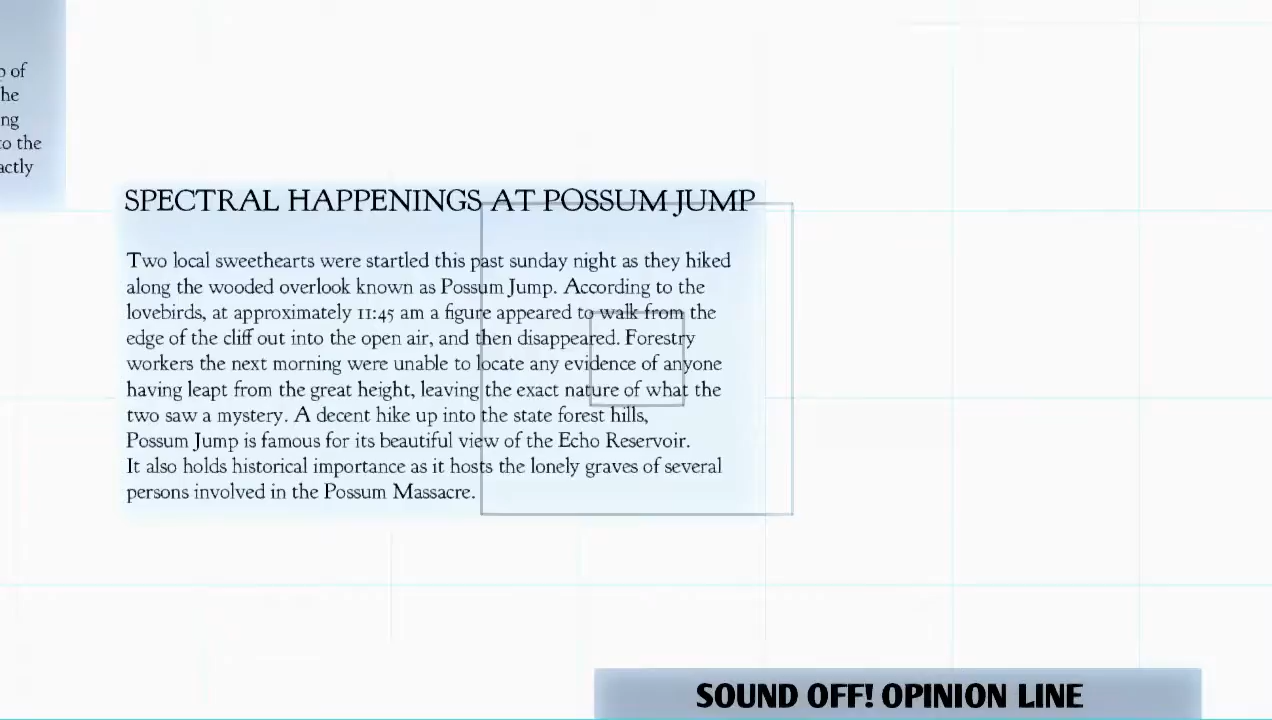 p of
he
ng
to the
actly
SPECTRAL HAPPENINGS AT POSSUM JUMP
Two local sweethearts were startled this past sunday night as they hiked
along the wooded overlook known as Possum Jump. According to the
lovebirds, at approximately 11:45 am a figure appeared to walk from the
edge of the cliff out into the open air, and then disappeared. Forestry
workers the next morning were unable to locate any evidence of anyone
having leapt from the great height, leaving the exact nature of what the
two saw a mystery. A decent hike up into the state forest hills,
Possum Jump is famous for its beautiful view of the Echo Reservoir.
It also holds historical importance as it hosts the lonely graves of several
persons involved in the Possum Massacre.
SOUND OFF! OPINION LINE